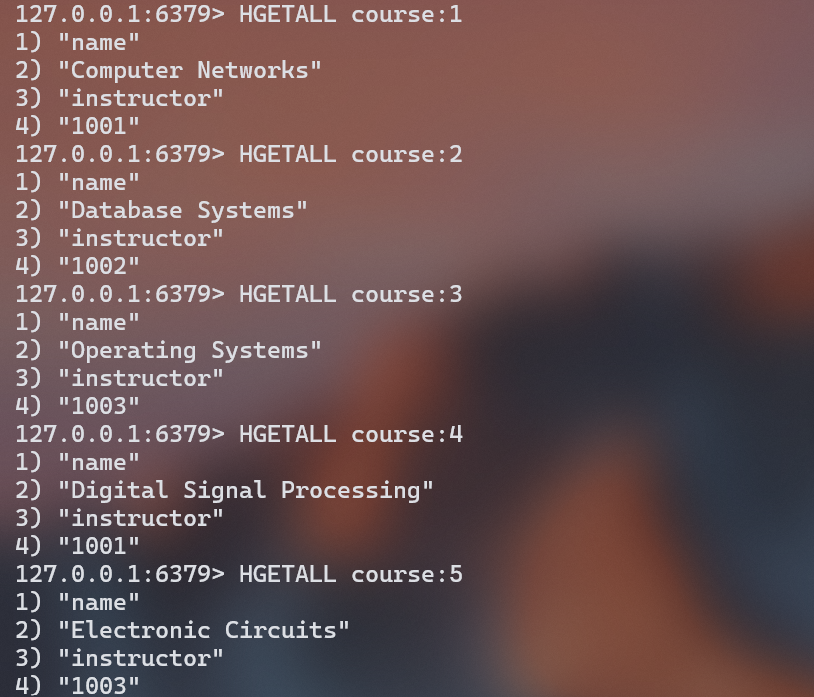 127.0.0.1:6379> HGETALL course:1
1) "name"
2) "Computer Networks"
3) "instructor"
4) "1001"
127.0.0.1:6379> HGETALL course:2
1) "name"
2) "Database Systems"
3) "instructor"
4) "1002"
127.0.0.1:6379> HGETALL course:3
1) "name"
2) "Operating Systems"
3) "instructor"
4) "1003"
127.0.0.1:6379> HGETALL course:4
1) "name"
2) "Digital Signal Processing"
3) "instructor"
4) "1001"
127.0.0.1:6379> HGETALL course:5
1) "name"
2) "Electronic Circuits"
3) "instructor"
4) "1003"